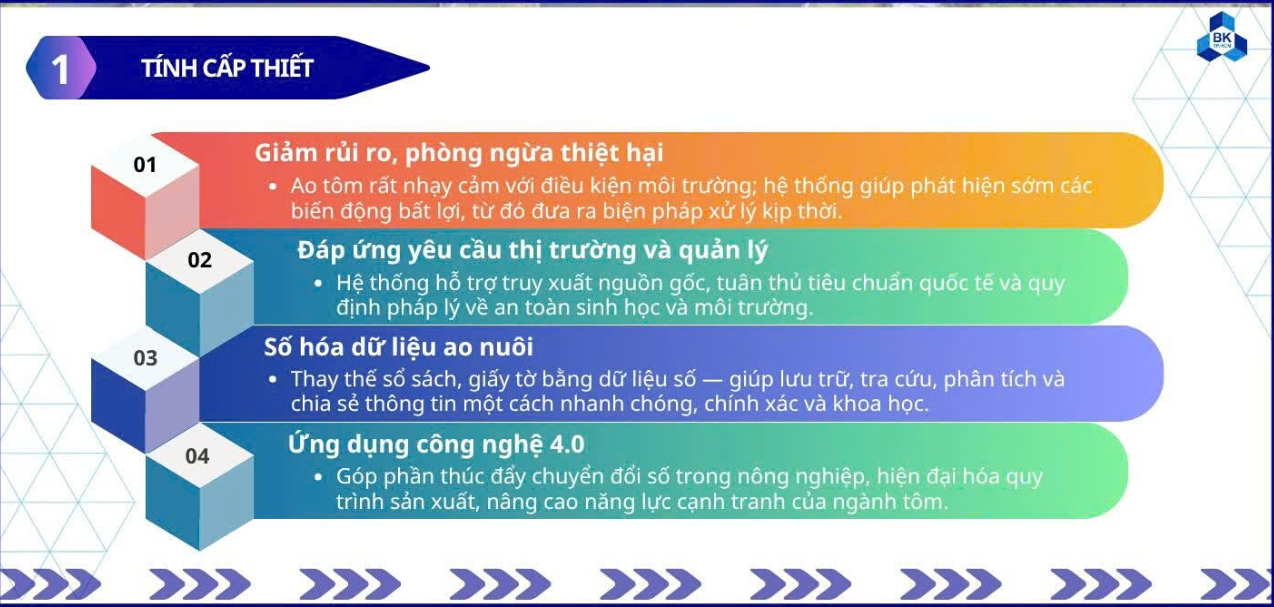 1 TÍNH CẤP THIẾT
BK
TP.HCM
01
Giảm rủi ro, phòng ngừa thiệt hại
• Ao tôm rất nhạy cảm với điều kiện môi trường; hệ thống giúp phát hiện sớm các
biến động bất lợi, từ đó đưa ra biện pháp xử lý kịp thời.
02
Đáp ứng yêu cầu thị trường và quản lý
• Hệ thống hỗ trợ truy xuất nguồn gốc, tuân thủ tiêu chuẩn quốc tế và quy
định pháp lý về an toàn sinh học và môi trường.
03
Số hóa dữ liệu ao nuôi
• Thay thế sổ sách, giấy tờ bằng dữ liệu số — giúp lưu trữ, tra cứu, phân tích và
chia sẻ thông tin một cách nhanh chóng, chính xác và khoa học.
04
Ứng dụng công nghệ 4.0
• Góp phần thúc đẩy chuyển đổi số trong nông nghiệp, hiện đại hóa quy
trình sản xuất, nâng cao năng lực cạnh tranh của ngành tôm.